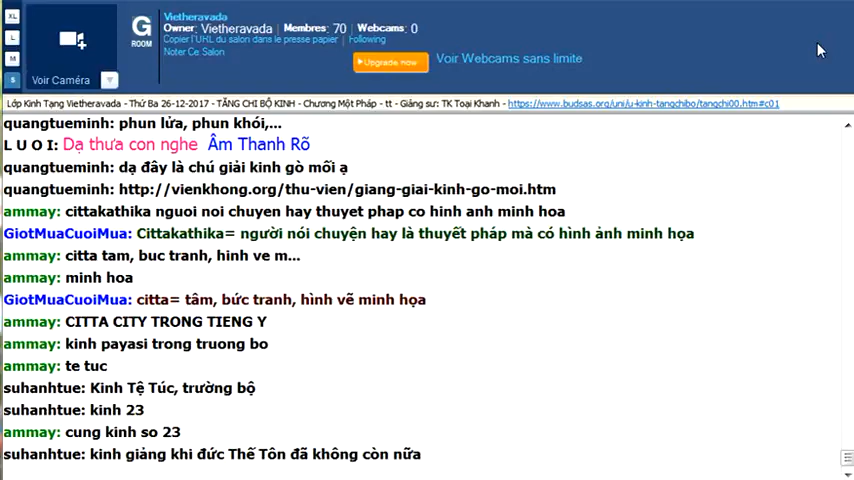 XL
L
M
S
Voir Caméra
G
ROOM
Vietheravada
Owner: Vietheravada | Membres: 70 | Webcams: 0
Copier l'URL du salon dans le presse papier | Following
Noter Ce Salon
Upgrade now
Voir Webcams sans limite
Lớp Kinh Tạng Vietheravada - Thứ Ba 26-12-2017 - TĂNG CHI BỘ KINH - Chương Một Pháp - tt - Giảng sư: TK Toại Khanh - https://www.budsas.org/uni/u-kinh-tangchibo/tangchi00.htm#c01
quangtueminh: phun lửa, phun khói,...
L U O I: Dạ thưa con nghe Âm Thanh Rõ
quangtueminh: dạ đây là chú giải kinh gò mối ạ
quangtueminh: http://vienkhong.org/thu-vien/giang-giai-kinh-go-moi.htm
ammay: cittakathika nguoi noi chuyen hay thuyet phap co hinh anh minh hoa
GiotMuaCuoiMua: Cittakathika= người nói chuyện hay là thuyết pháp mà có hình ảnh minh họa
ammay: citta tam, buc tranh, hinh ve m...
ammay: minh hoa
GiotMuaCuoiMua: citta= tâm, bức tranh, hình vẽ minh họa
ammay: CITTA CITY TRONG TIENG Y
ammay: kinh payasi trong truong bo
ammay: te tuc
suhanhtue: Kinh Tệ Túc, trường bộ
suhanhtue: kinh 23
ammay: cung kinh so 23
suhanhtue: kinh giảng khi đức Thế Tôn đã không còn nữa